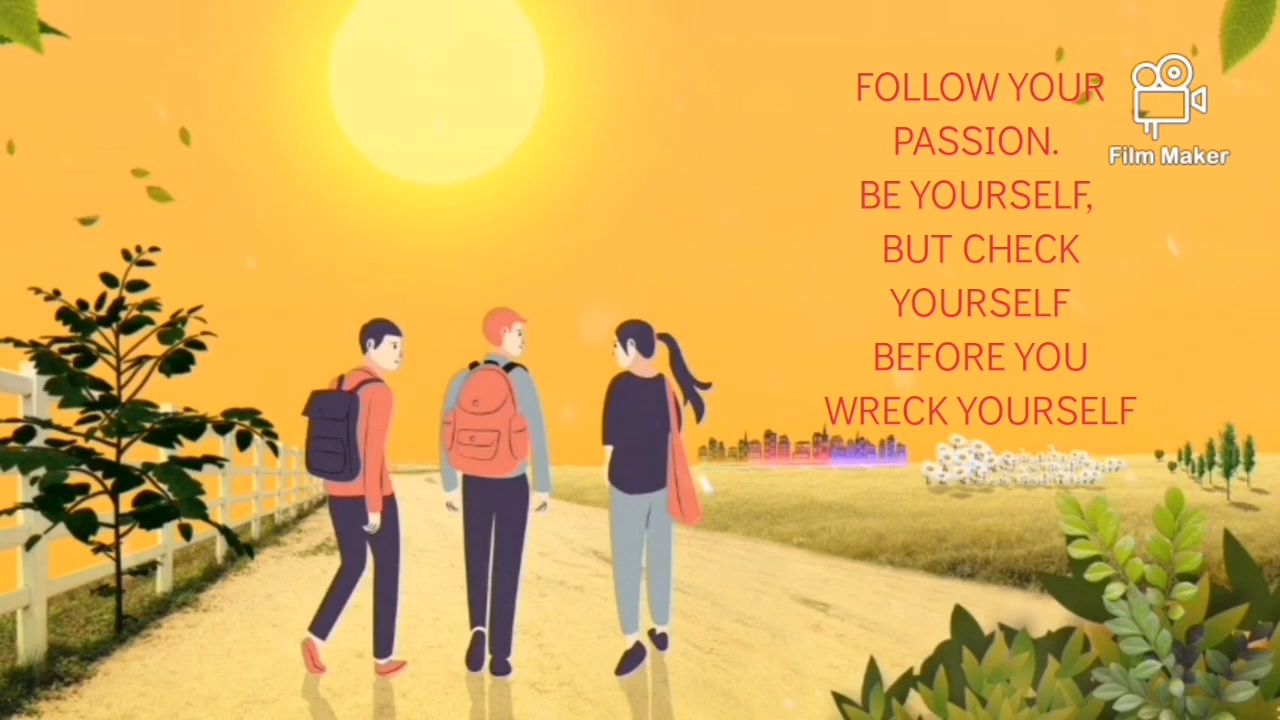 FOLLOW YOUR
PASSION.
BE YOURSELF,
BUT CHECK
YOURSELF
BEFORE YOU
WRECK YOURSELF
Film Maker